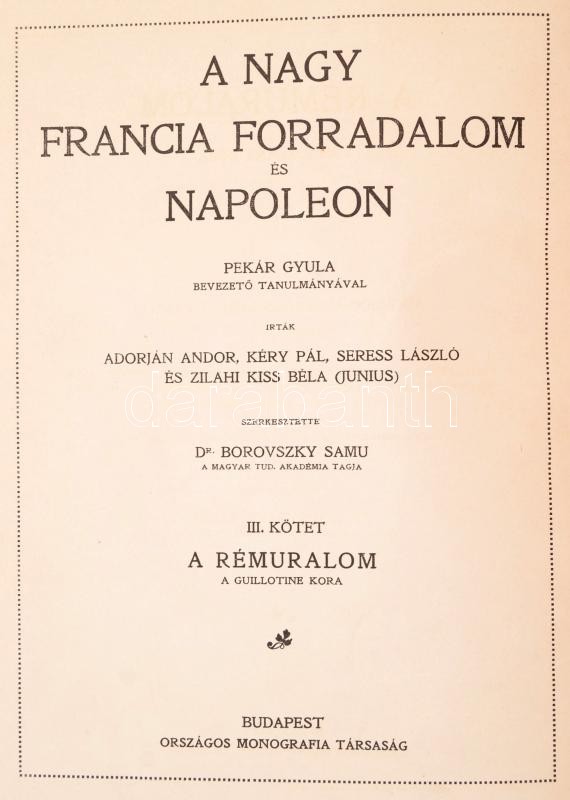 A NAGY
FRANCIA FORRADALOM
ÉS
NAPOLEON
PEKÁR GYULA
BEVEZETŐ TANULMÁNYÁVAL
IRTÁK
ADORJÁN ANDOR, KÉRY PÁL, SERESS LÁSZLÓ
ÉS ZILAHI KISS BÉLA (JUNIUS)
darabanth
SZERKESZTETTE
DR. BOROVSZKY SAMU
A MAGYAR TUD. AKADÉMIA TAGJA
III. KÖTET
A RÉMURALOM
A GUILLOTINE KORA
BUDAPEST
ORSZÁGOS MONOGRAFIA TÁRSASÁG